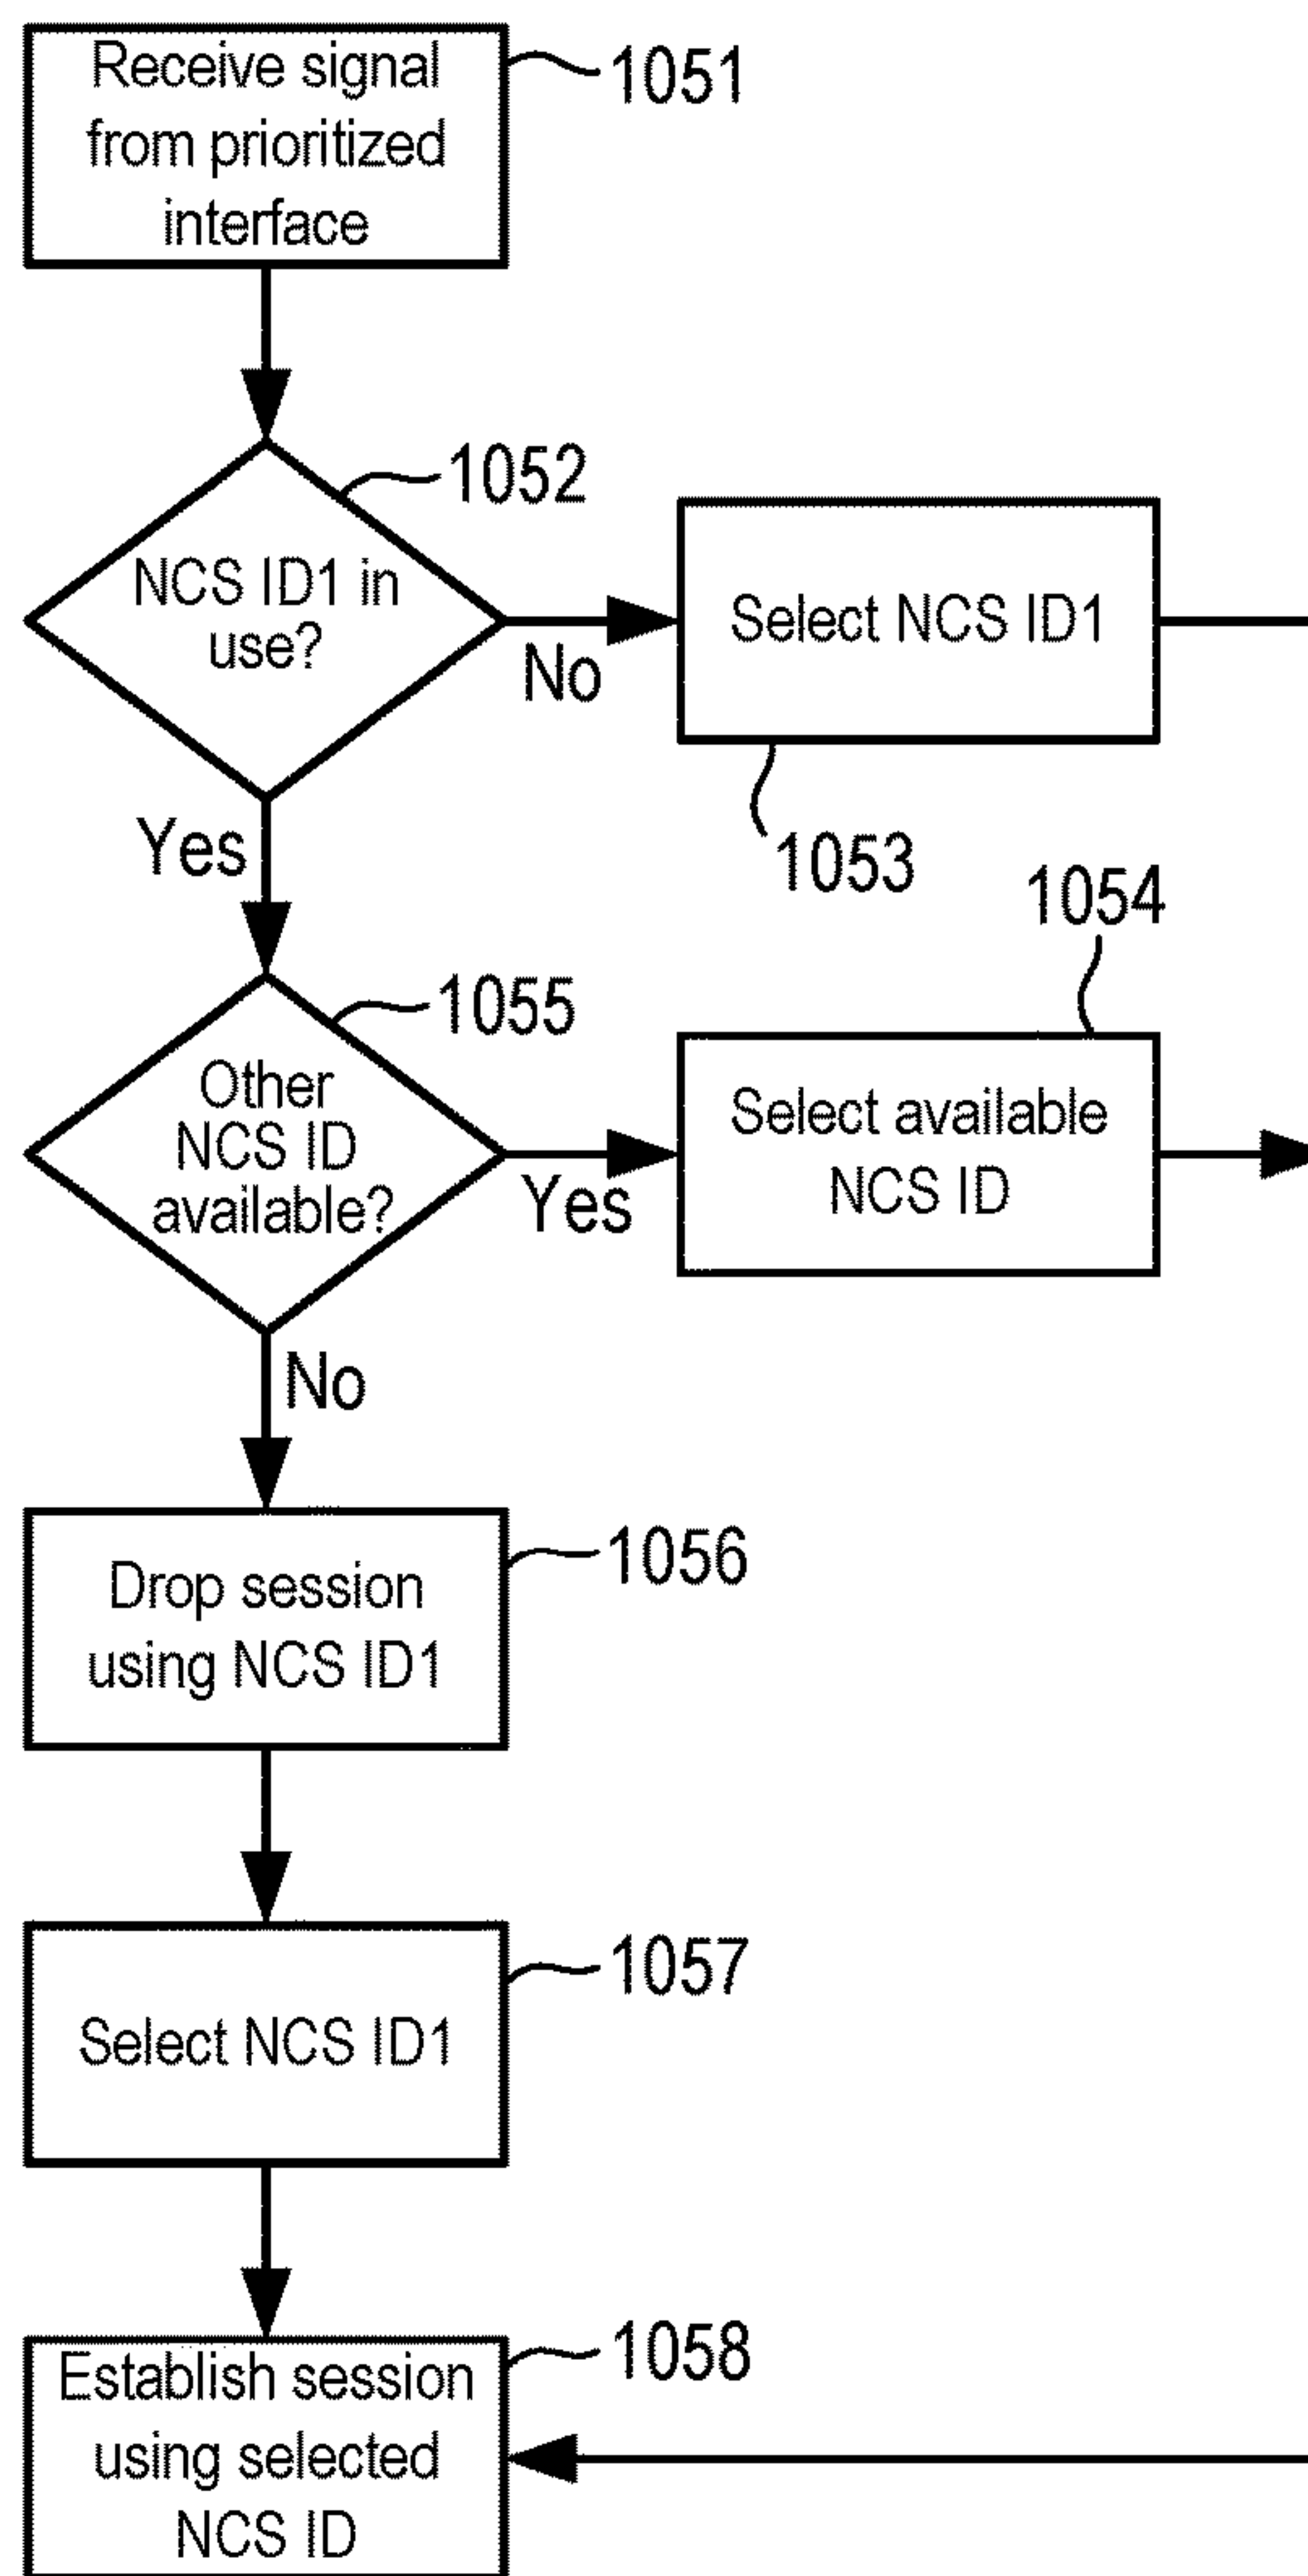 Receive signal
from prioritized
interface
1051
1052
NCS ID1 in
use?
No
Select NCS ID1
1053
Yes
1054
1055
Other
NCS ID
available?
Yes
Select available
NCS ID
No
Drop session
using NCS ID1
1056
Select NCS ID1
1057
Establish session
using selected
NCS ID
1058